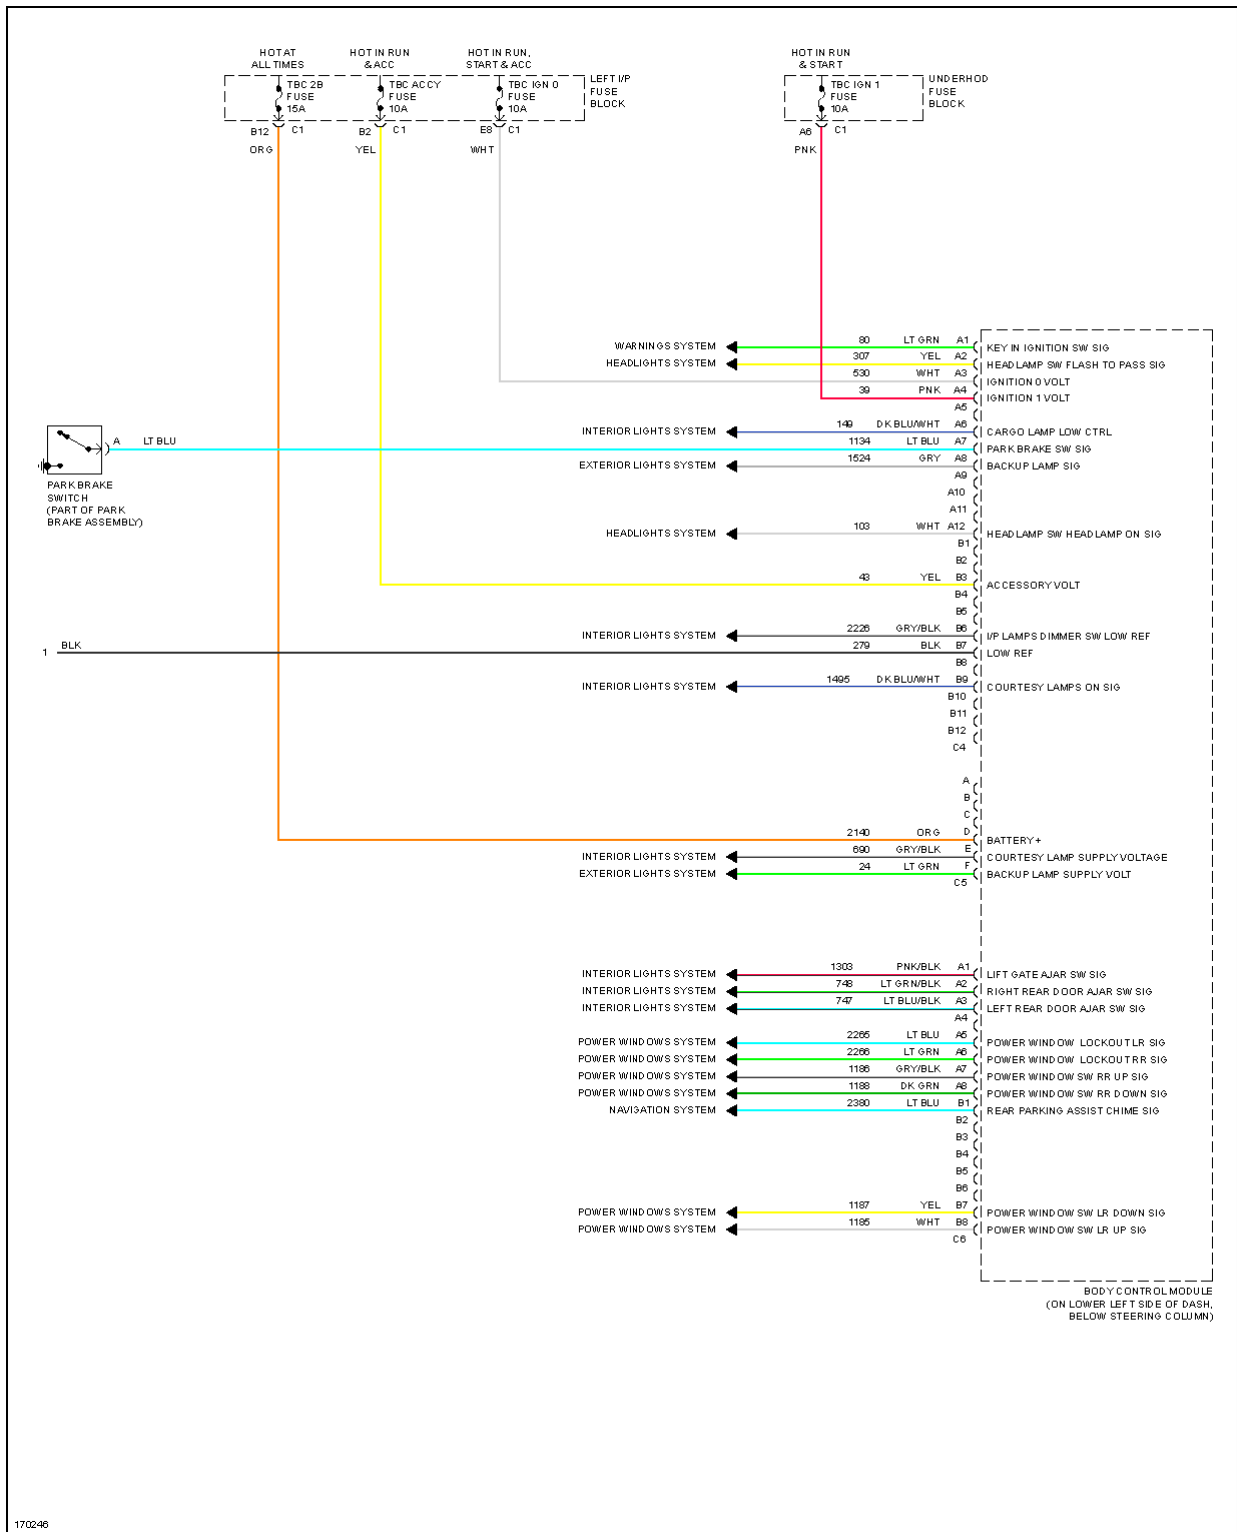 HOT AT
ALL TIMES
HOT IN RUN
& ACC
HOT IN RUN,
START & ACC
HOT IN RUN
& START
TBC 2B
FUSE
15A
TBC ACCY
FUSE
10A
TBC IGN 0
FUSE
10A
LEFT I/P
FUSE
BLOCK
TBC IGN 1
FUSE
10A
UNDERHOD
FUSE
BLOCK
B12 C1
B2 C1
E8 C1
A6 C1
ORG
YEL
WHT
PNK
WARNINGS SYSTEM 80 LT GRN A1 KEY IN IGNITION SW SIG
HEADLIGHTS SYSTEM 307 YEL A2 HEADLAMP SW FLASH TO PASS SIG
530 WHT A3 IGNITION 0 VOLT
39 PNK A4 IGNITION 1 VOLT
A5
INTERIOR LIGHTS SYSTEM 149 DK BLU/WHT A6 CARGO LAMP LOW CTRL
A LT BLU 1134 LT BLU A7 PARK BRAKE SW SIG
EXTERIOR LIGHTS SYSTEM 1524 GRY A8 BACKUP LAMP SIG
PARK BRAKE
SWITCH
(PART OF PARK
BRAKE ASSEMBLY)
A9
A10
A11
HEADLIGHTS SYSTEM 103 WHT A12 HEADLAMP SW HEADLAMP ON SIG
B1
B2
43 YEL B3 ACCESSORY VOLT
B4
B5
INTERIOR LIGHTS SYSTEM 2226 GRY/BLK B6 I/P LAMPS DIMMER SW LOW REF
1 BLK 279 BLK B7 LOW REF
B8
INTERIOR LIGHTS SYSTEM 1495 DK BLU/WHT B9 COURTESY LAMPS ON SIG
B10
B11
B12
C4
A
B
C
2140 ORG D BATTERY +
INTERIOR LIGHTS SYSTEM 690 GRY/BLK E COURTESY LAMP SUPPLY VOLTAGE
EXTERIOR LIGHTS SYSTEM 24 LT GRN F BACKUP LAMP SUPPLY VOLT
C5
INTERIOR LIGHTS SYSTEM 1303 PNK/BLK A1 LIFT GATE AJAR SW SIG
INTERIOR LIGHTS SYSTEM 748 LT GRN/BLK A2 RIGHT REAR DOOR AJAR SW SIG
INTERIOR LIGHTS SYSTEM 747 LT BLU/BLK A3 LEFT REAR DOOR AJAR SW SIG
A4
POWER WINDOWS SYSTEM 2265 LT BLU A5 POWER WINDOW LOCKOUT LR SIG
POWER WINDOWS SYSTEM 2266 LT GRN A6 POWER WINDOW LOCKOUT RR SIG
POWER WINDOWS SYSTEM 1186 GRY/BLK A7 POWER WINDOW SW RR UP SIG
POWER WINDOWS SYSTEM 1188 DK GRN A8 POWER WINDOW SW RR DOWN SIG
NAVIGATION SYSTEM 2380 LT BLU B1 REAR PARKING ASSIST CHIME SIG
B2
B3
B4
B5
B6
POWER WINDOWS SYSTEM 1187 YEL B7 POWER WINDOW SW LR DOWN SIG
POWER WINDOWS SYSTEM 1185 WHT B8 POWER WINDOW SW LR UP SIG
C6
BODY CONTROL MODULE
(ON LOWER LEFT SIDE OF DASH,
BELOW STEERING COLUMN)
170246